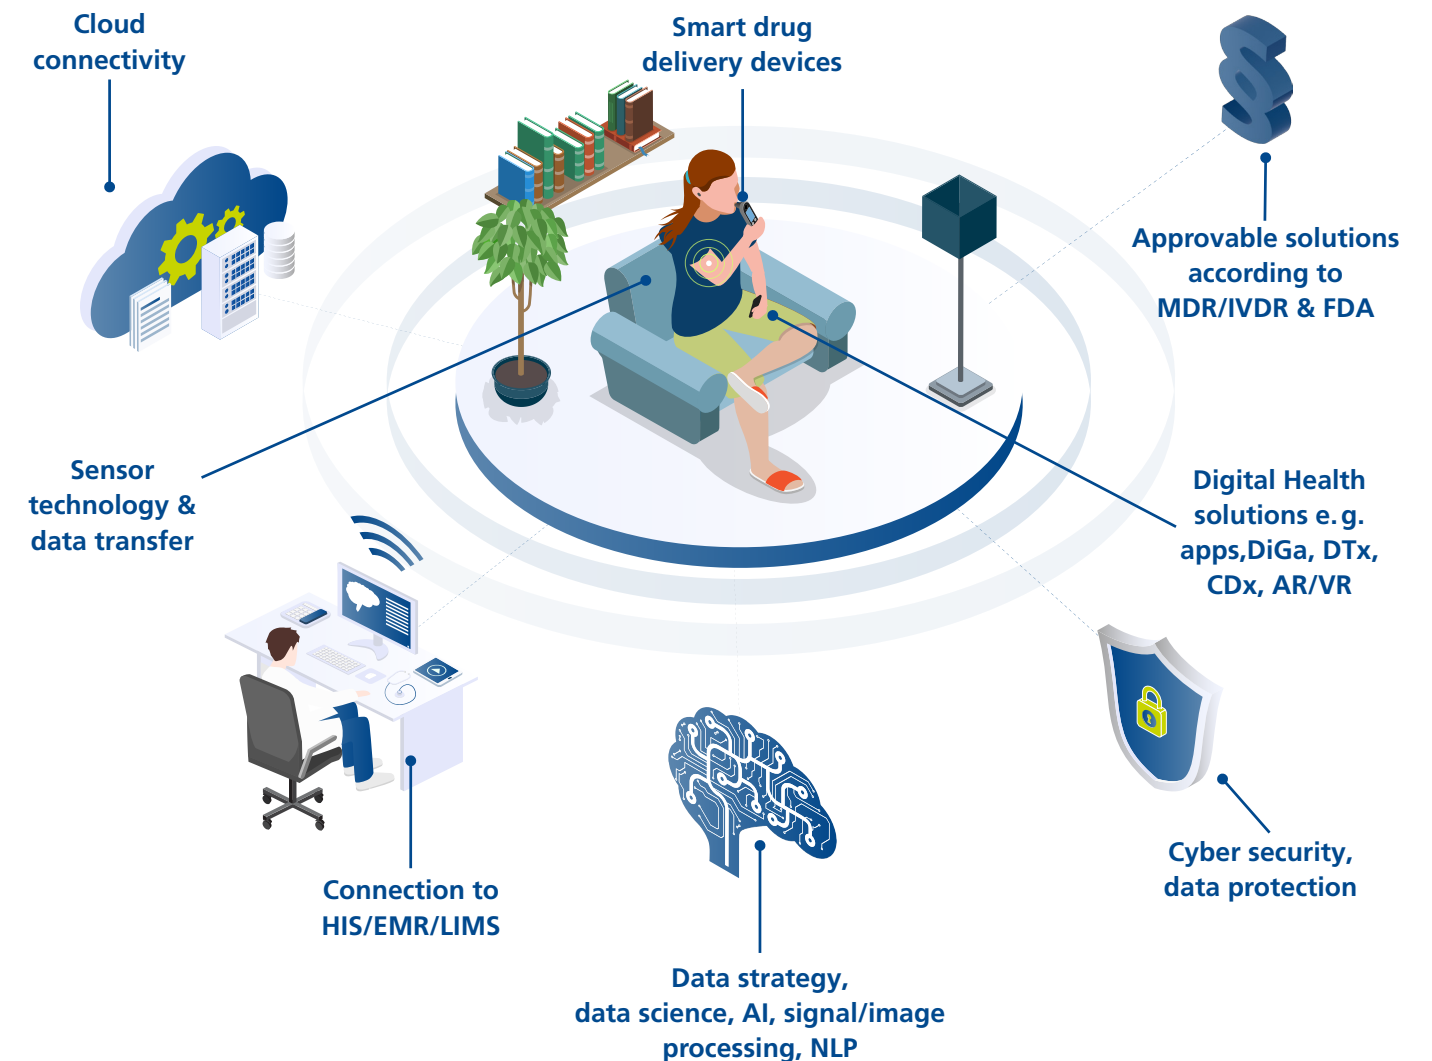 Cloud
connectivity
Smart drug
delivery devices
Approvable solutions
according to
MDR/IVDR & FDA
Sensor
technology &
data transfer
Digital Health
solutions e. g.
apps,DiGa, DTx,
CDx, AR/VR
Connection to
HIS/EMR/LIMS
Cyber security,
data protection
Data strategy,
data science, AI, signal/image
processing, NLP